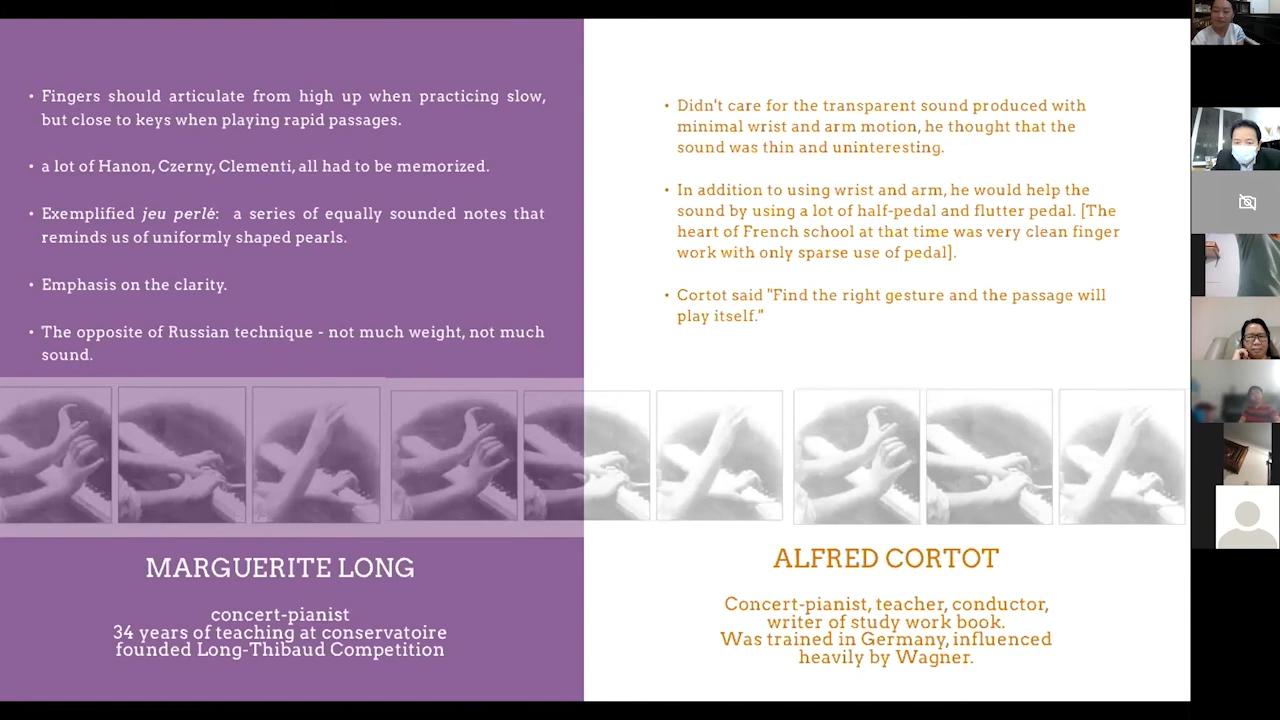 • Fingers should articulate from high up when practicing slow,
but close to keys when playing rapid passages.
• a lot of Hanon, Czerny, Clementi, all had to be memorized.
• Exemplified jeu perlé: a series of equally sounded notes that
reminds us of uniformly shaped pearls.
• Emphasis on the clarity.
• The opposite of Russian technique - not much weight, not much
sound.
MARGUERITE LONG
concert-pianist
34 years of teaching at conservatoire
founded Long-Thibaud Competition
• Didn't care for the transparent sound produced with
minimal wrist and arm motion, he thought that the
sound was thin and uninteresting.
• In addition to using wrist and arm, he would help the
sound by using a lot of half-pedal and flutter pedal. [The
heart of French school at that time was very clean finger
work with only sparse use of pedal].
• Cortot said "Find the right gesture and the passage will
play itself."
ALFRED CORTOT
Concert-pianist, teacher, conductor,
writer of study work book.
Was trained in Germany, influenced
heavily by Wagner.